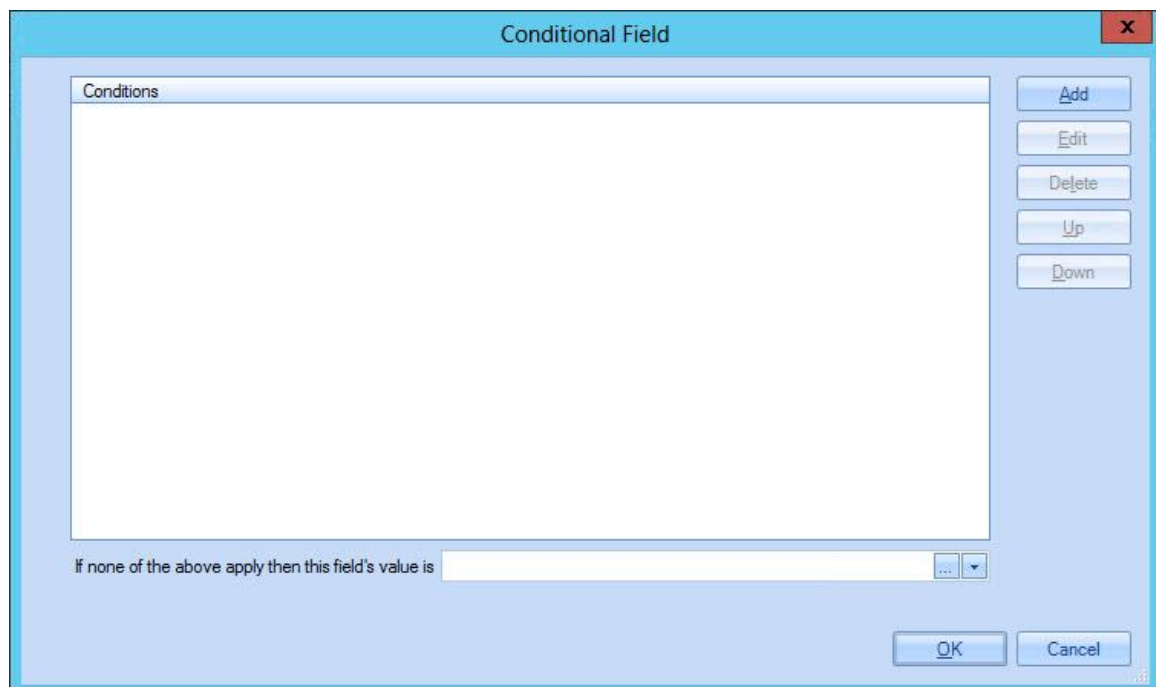 Conditional Field
x
Conditions
Add
Edit
Delete
Up
Down
If none of the above apply then this field's value is
...
OK
Cancel